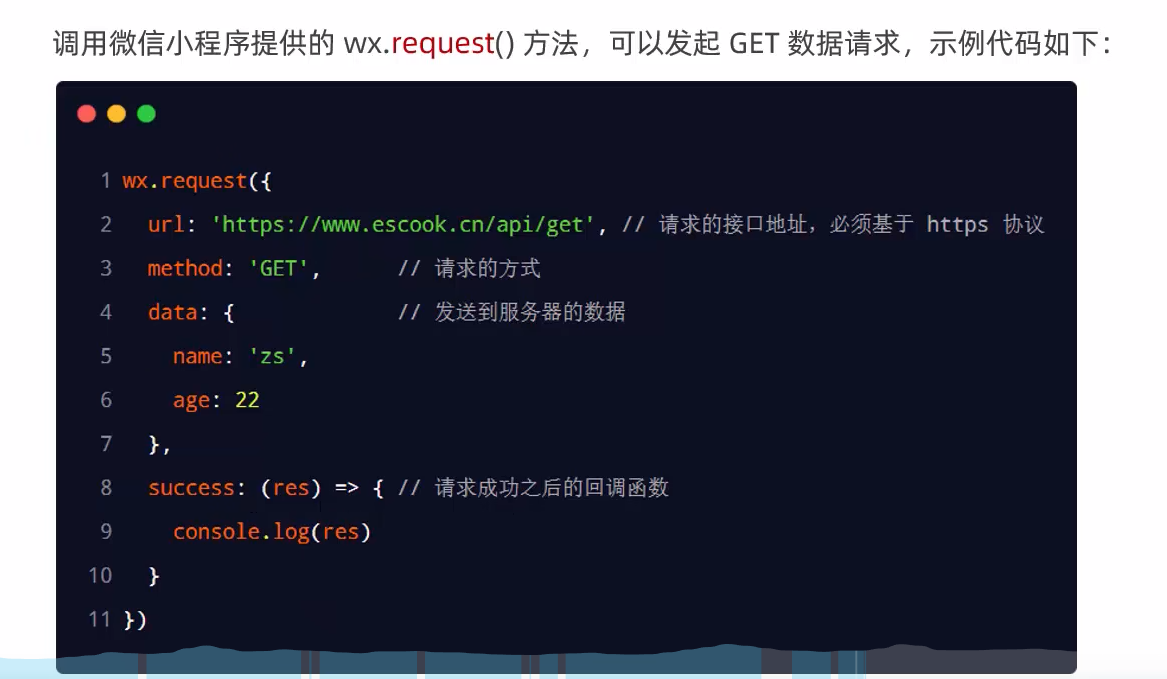 调用微信小程序提供的 wx.request() 方法，可以发起 GET 数据请求，示例代码如下：
1 wx.request({
2   url: 'https://www.escook.cn/api/get', // 请求的接口地址，必须基于 https 协议
3   method: 'GET',      // 请求的方式
4   data: {             // 发送到服务器的数据
5     name: 'zs',
6     age: 22
7   },
8   success: (res) => { // 请求成功之后的回调函数
9     console.log(res)
10   }
11 })